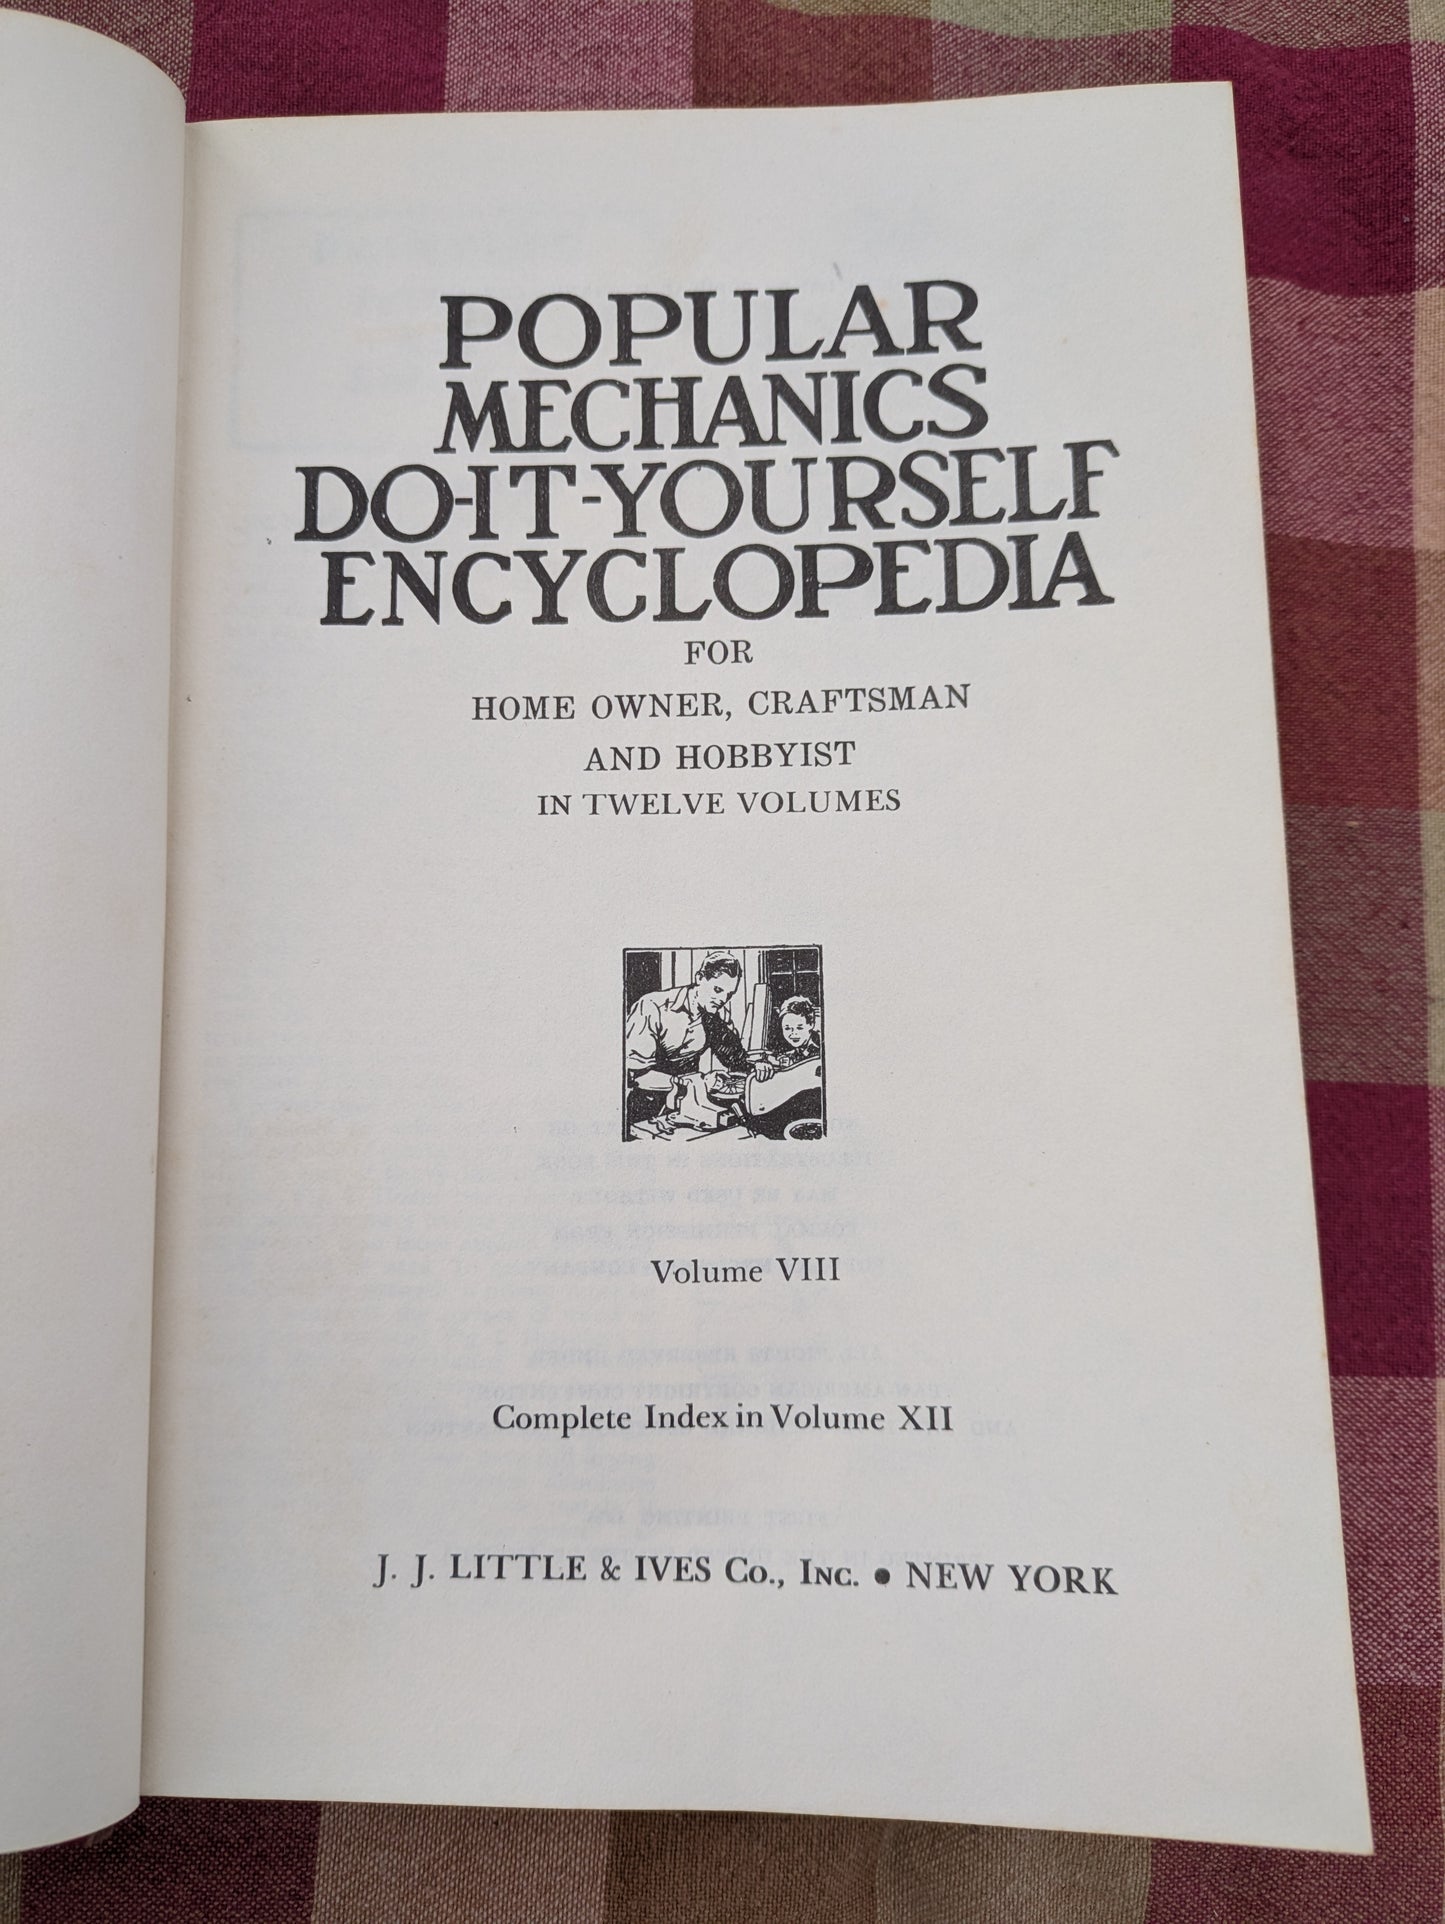 POPULAR
MECHANICS
DO-IT-YOURSELF
ENCYCLOPEDIA
FOR
HOME OWNER, CRAFTSMAN
AND HOBBYIST
IN TWELVE VOLUMES
Volume VIII
Complete Index in Volume XII
J. J. LITTLE & IVES Co., INC. • NEW YORK